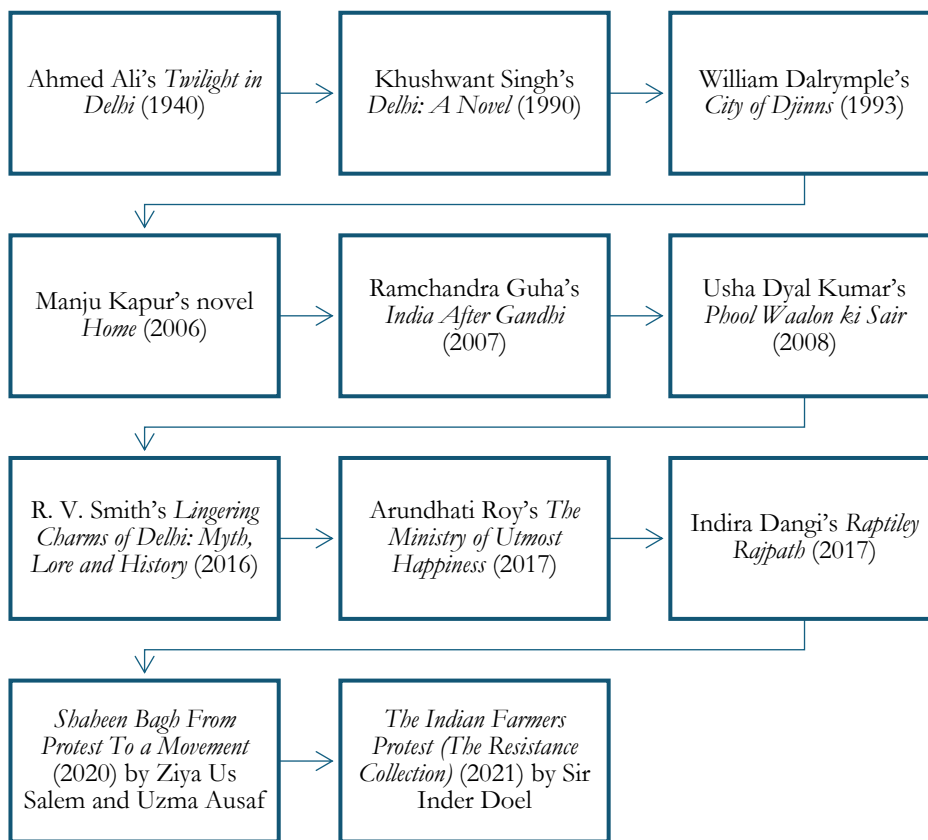 Ahmed Ali's Twilight in
Delhi (1940)
Khushwant Singh's
Delhi: A Novel (1990)
William Dalrymple's
City of Djinns (1993)
Manju Kapur's novel
Home (2006)
Ramchandra Guha's
India After Gandhi
(2007)
Usha Dyal Kumar's
Phool Waalon ki Sair
(2008)
R. V. Smith's Lingering
Charms of Delhi: Myth,
Lore and History (2016)
Arundhati Roy's The
Ministry of Utmost
Happiness (2017)
Indira Dangi's Raptiley
Rajpath (2017)
Shaheen Bagh From
Protest To a Movement
(2020) by Ziya Us
Salem and Uzma Ausaf
The Indian Farmers
Protest (The Resistance
Collection) (2021) by Sir
Inder Doel